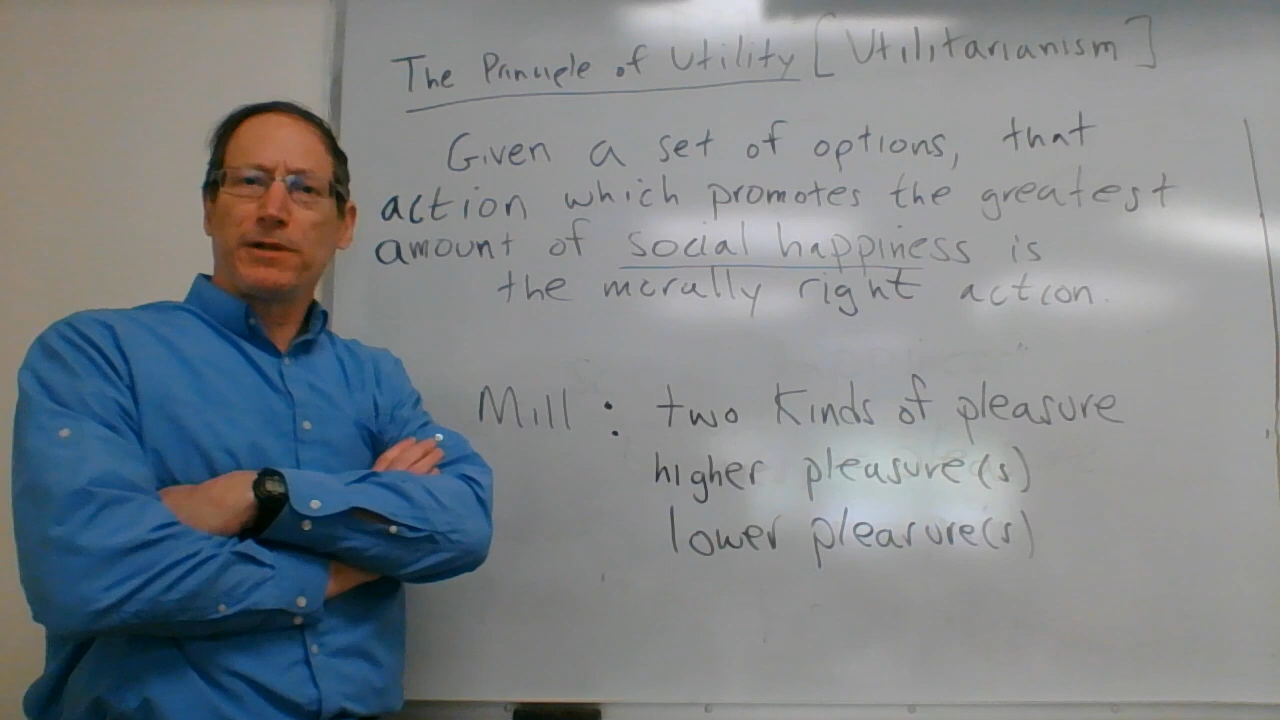 The Principle of Utility [Utilitarianism]
Given a set of options, that
action which promotes the greatest
amount of social happiness is
the morally right action.
Mill: two kinds of pleasure
higher pleasure(s)
lower pleasure(s)